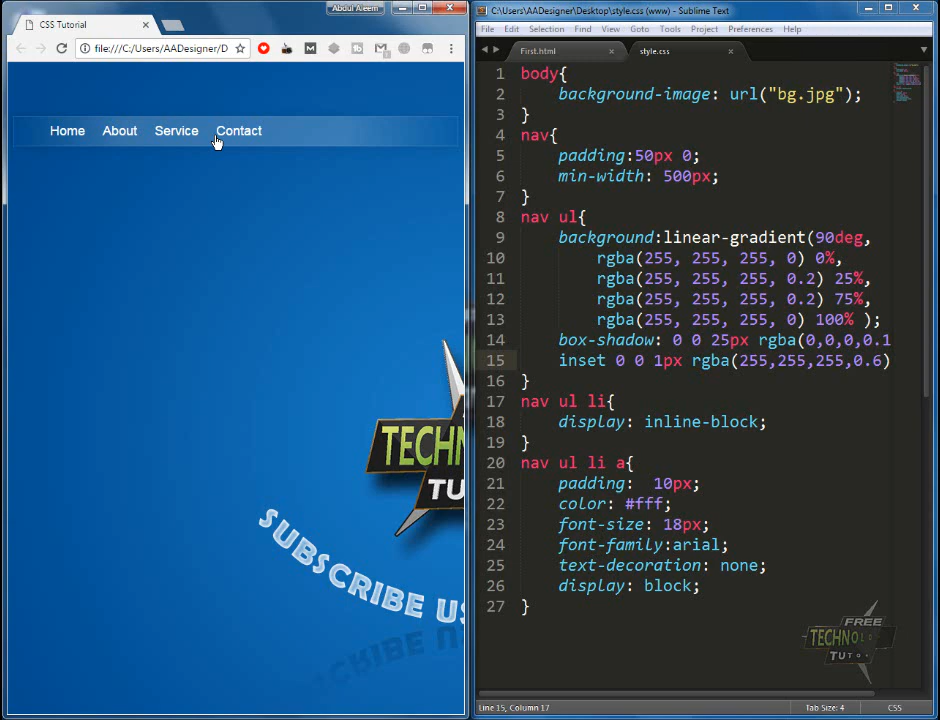 Abdul Aleem
CSS Tutorial
file:///C:/Users/AADesigner/D
Home About Service Contact
TECHN
TU
SUBSCRIBE US
C:\Users\AADesigner\Desktop\style.css (www) - Sublime Text
File Edit Selection Find View Goto Tools Project Preferences Help
First.html
style.css
1 body{
2 background-image: url("bg.jpg");
3 }
4 nav{
5 padding:50px 0;
6 min-width: 500px;
7 }
8 nav ul{
9 background:linear-gradient(90deg,
10 rgba(255, 255, 255, 0) 0%,
11 rgba(255, 255, 255, 0.2) 25%,
12 rgba(255, 255, 255, 0.2) 75%,
13 rgba(255, 255, 255, 0) 100% );
14 box-shadow: 0 0 25px rgba(0,0,0,0.1
15 inset 0 0 1px rgba(255,255,255,0.6)
16 }
17 nav ul li{
18 display: inline-block;
19 }
20 nav ul li a{
21 padding: 10px;
22 color: #fff;
23 font-size: 18px;
24 font-family:arial;
25 text-decoration: none;
26 display: block;
27 }
FREE
TECHNOLO
TUTO
Line 15, Column 17
Tab Size: 4
CSS